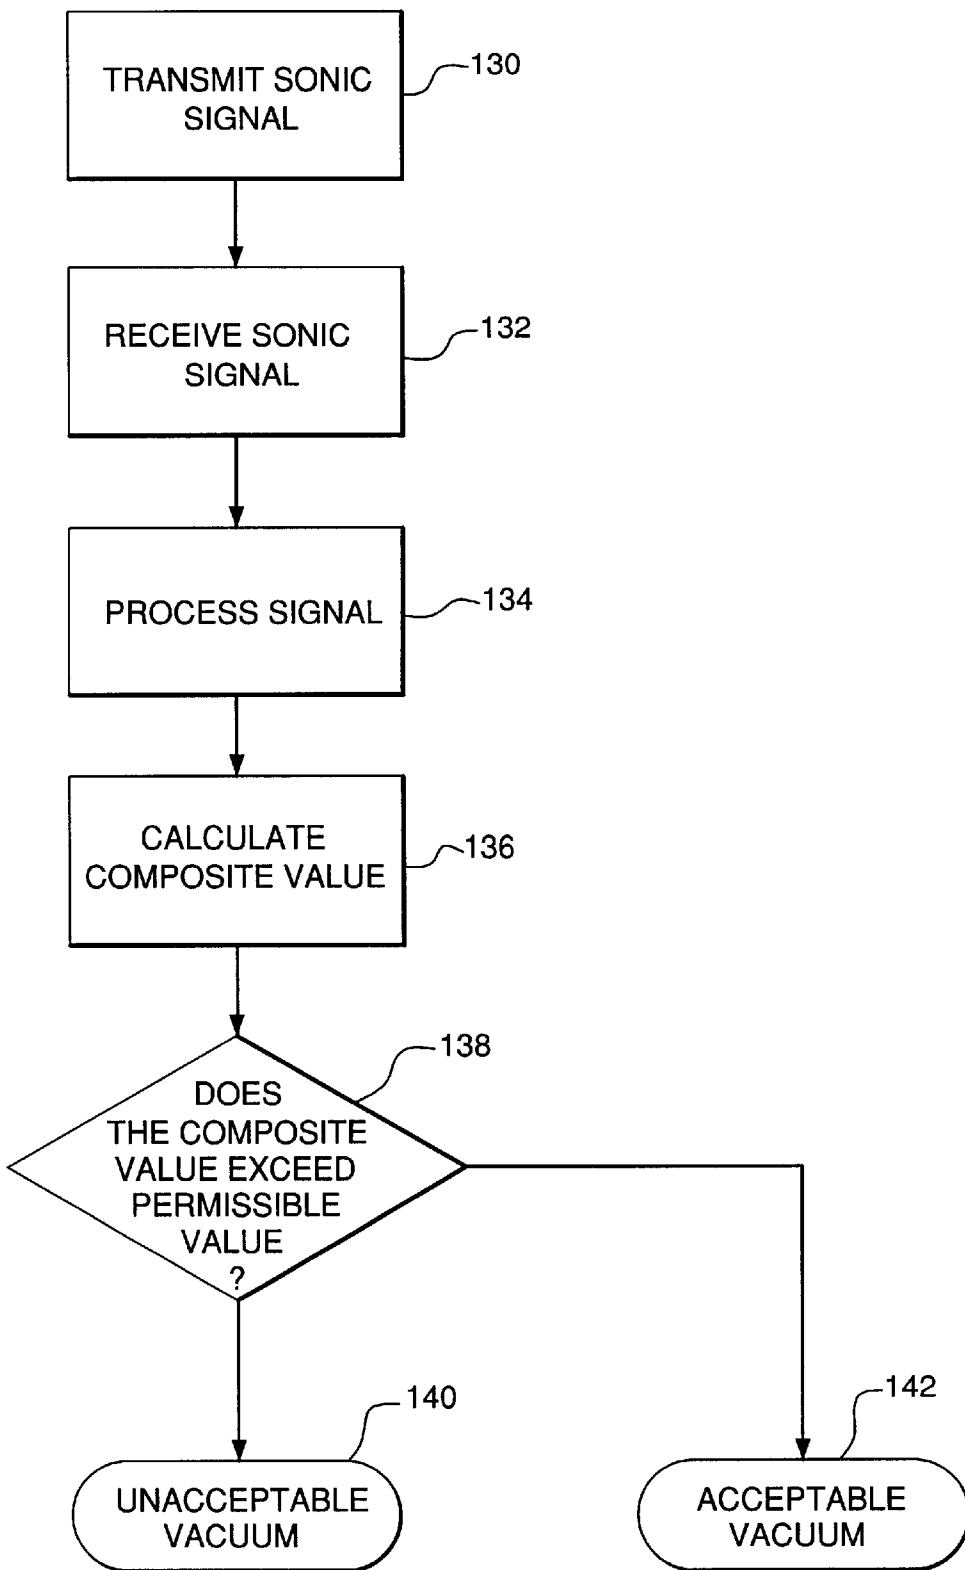 TRANSMIT SONIC
SIGNAL
130
RECEIVE SONIC
SIGNAL
132
PROCESS SIGNAL
134
CALCULATE
COMPOSITE VALUE
136
DOES
THE COMPOSITE
VALUE EXCEED
PERMISSIBLE
VALUE
?
138
UNACCEPTABLE
VACUUM
140
ACCEPTABLE
VACUUM
142